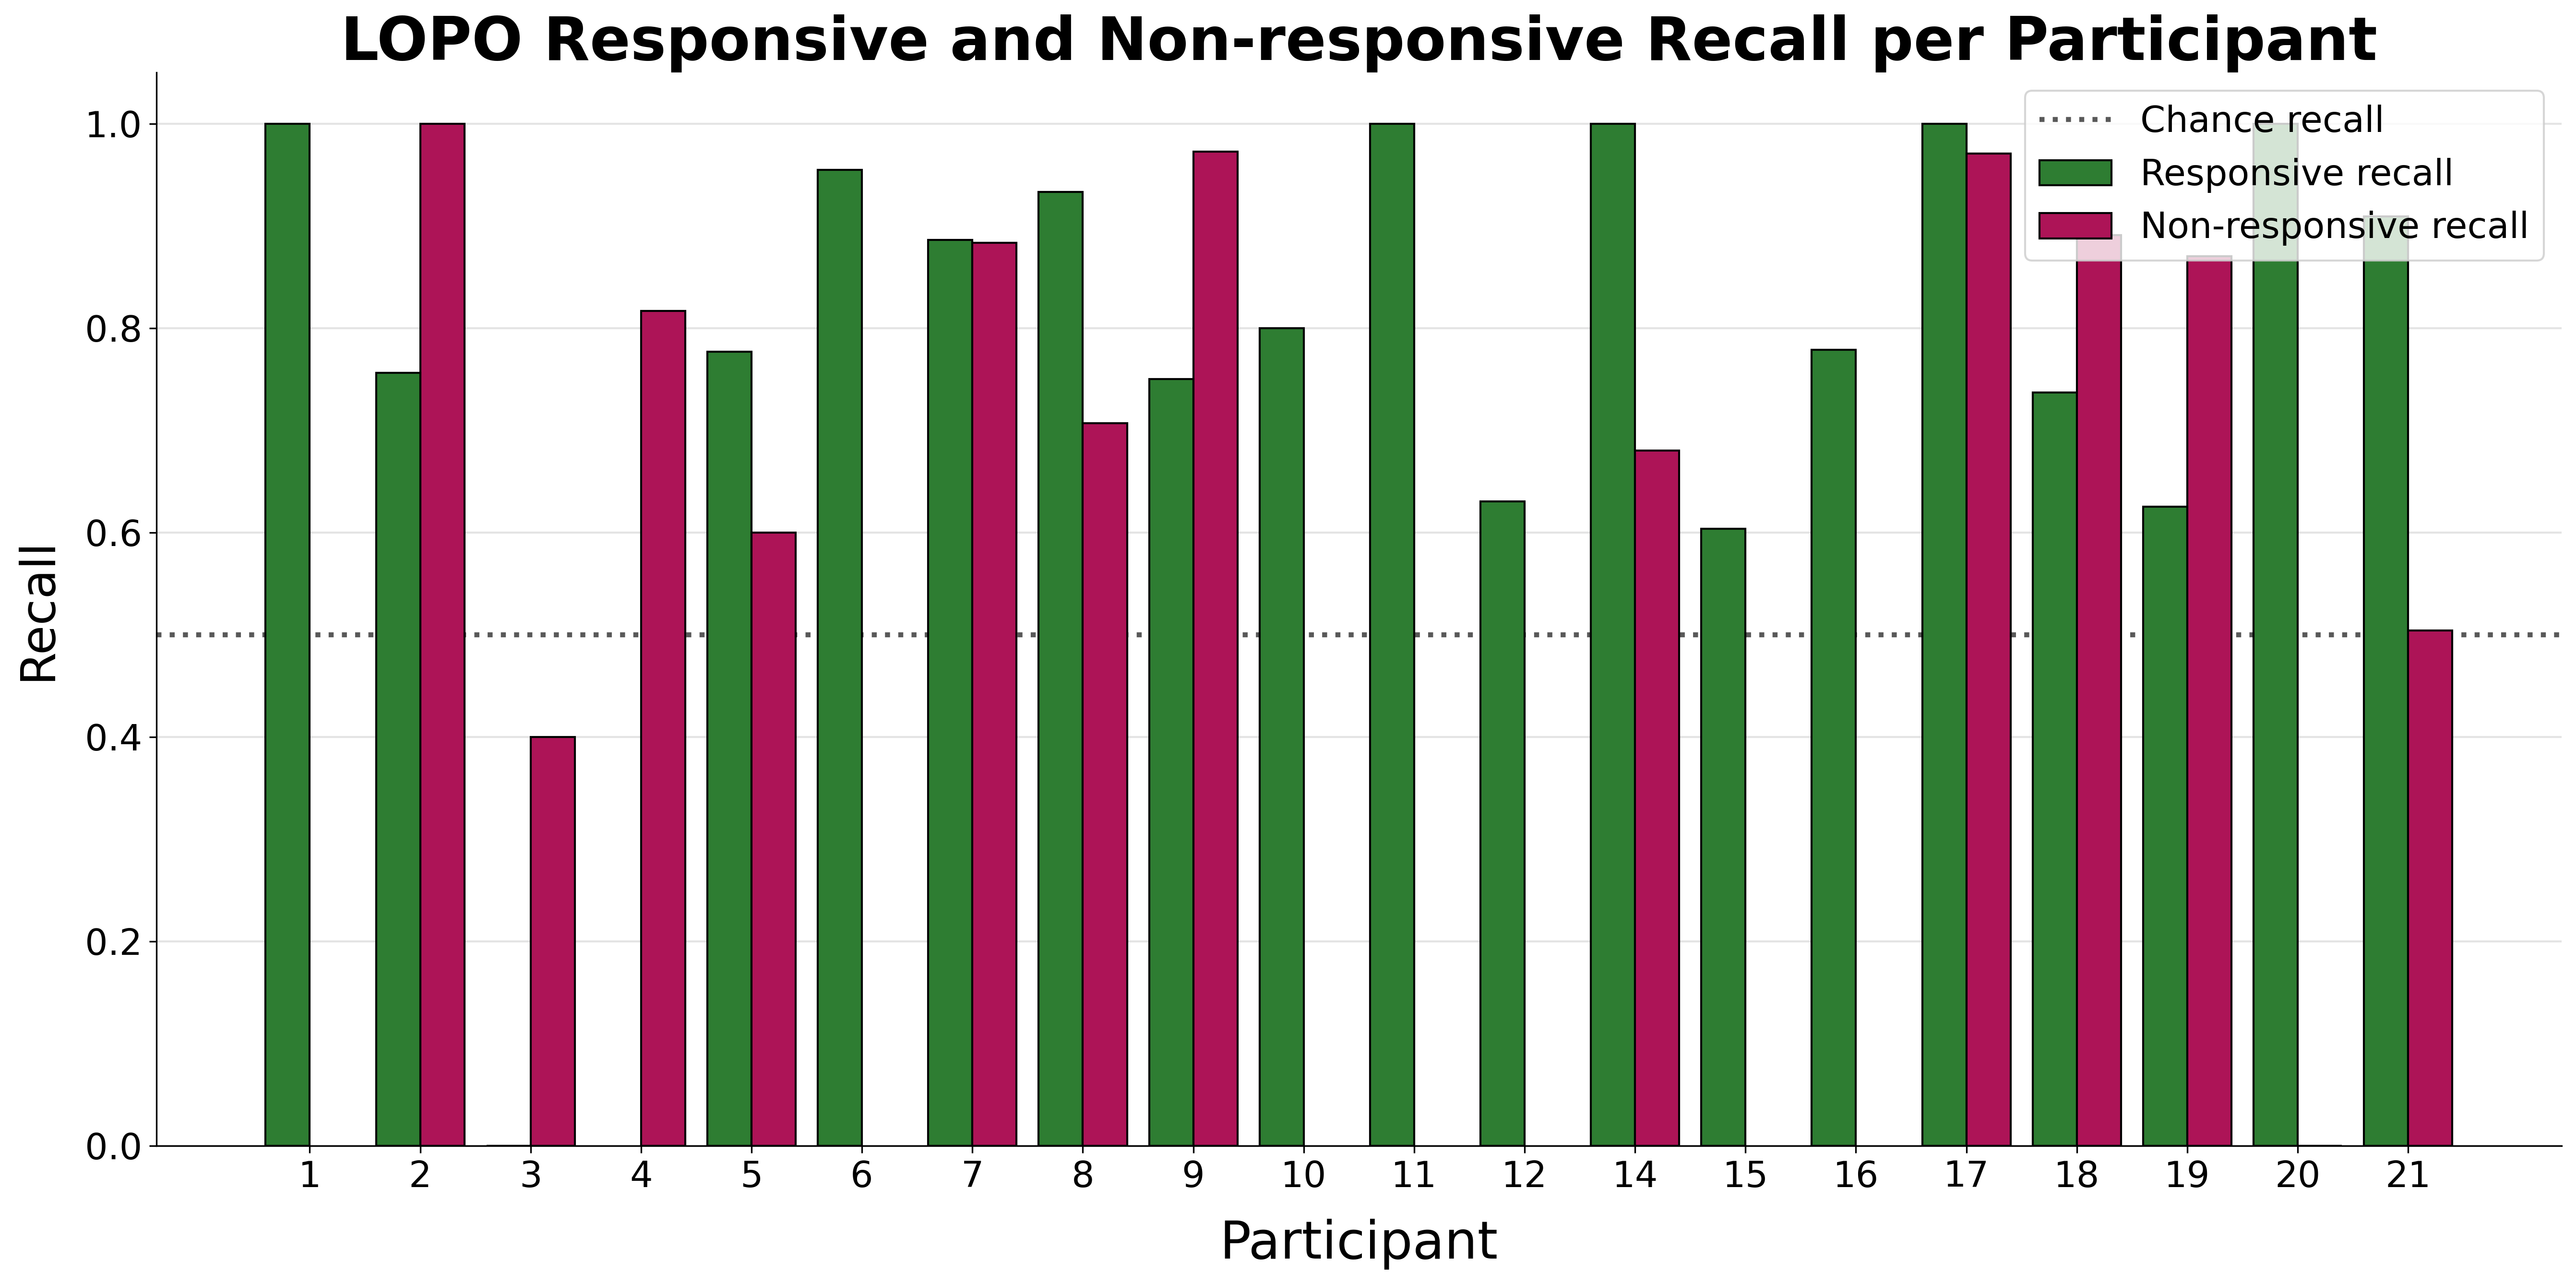 LOPO Responsive and Non-responsive Recall per Participant
Chance recall
Responsive recall
Non-responsive recall
1.0
0.8
0.6
0.4
0.2
0.0
Recall
1 2 3 4 5 6 7 8 9 10 11 12 14 15 16 17 18 19 20 21
Participant